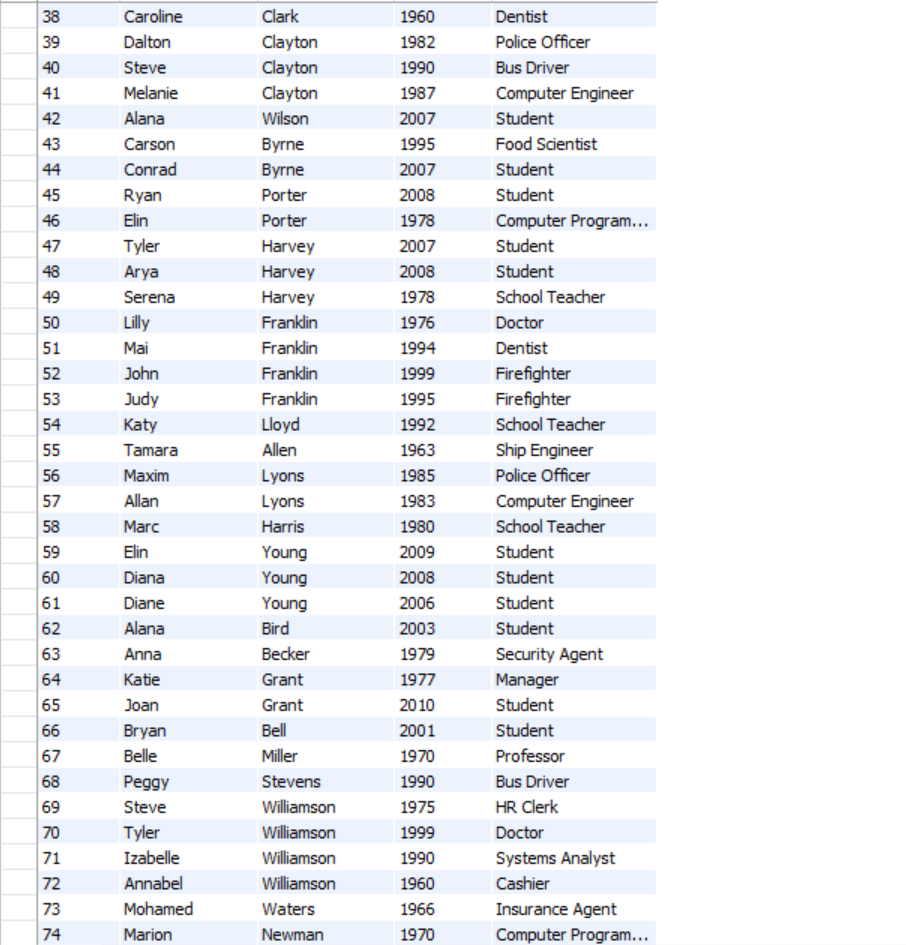 38 Caroline Clark 1960 Dentist
39 Dalton Clayton 1982 Police Officer
40 Steve Clayton 1990 Bus Driver
41 Melanie Clayton 1987 Computer Engineer
42 Alana Wilson 2007 Student
43 Carson Byrne 1995 Food Scientist
44 Conrad Byrne 2007 Student
45 Ryan Porter 2008 Student
46 Elin Porter 1978 Computer Program...
47 Tyler Harvey 2007 Student
48 Arya Harvey 2008 Student
49 Serena Harvey 1978 School Teacher
50 Lilly Franklin 1976 Doctor
51 Mai Franklin 1994 Dentist
52 John Franklin 1999 Firefighter
53 Judy Franklin 1995 Firefighter
54 Katy Lloyd 1992 School Teacher
55 Tamara Allen 1963 Ship Engineer
56 Maxim Lyons 1985 Police Officer
57 Allan Lyons 1983 Computer Engineer
58 Marc Harris 1980 School Teacher
59 Elin Young 2009 Student
60 Diana Young 2008 Student
61 Diane Young 2006 Student
62 Alana Bird 2003 Student
63 Anna Becker 1979 Security Agent
64 Katie Grant 1977 Manager
65 Joan Grant 2010 Student
66 Bryan Bell 2001 Student
67 Belle Miller 1970 Professor
68 Peggy Stevens 1990 Bus Driver
69 Steve Williamson 1975 HR Clerk
70 Tyler Williamson 1999 Doctor
71 Izabelle Williamson 1990 Systems Analyst
72 Annabel Williamson 1960 Cashier
73 Mohamed Waters 1966 Insurance Agent
74 Marion Newman 1970 Computer Program...